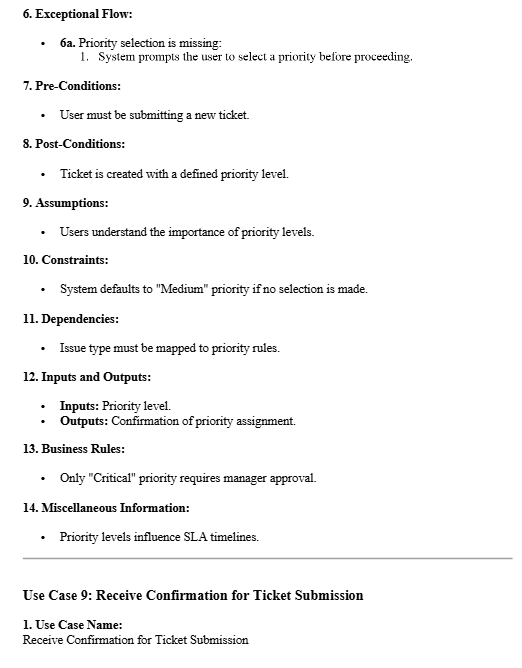 6. Exceptional Flow:
• 6a. Priority selection is missing:
1. System prompts the user to select a priority before proceeding.
7. Pre-Conditions:
• User must be submitting a new ticket.
8. Post-Conditions:
• Ticket is created with a defined priority level.
9. Assumptions:
• Users understand the importance of priority levels.
10. Constraints:
• System defaults to "Medium" priority if no selection is made.
11. Dependencies:
• Issue type must be mapped to priority rules.
12. Inputs and Outputs:
• Inputs: Priority level.
• Outputs: Confirmation of priority assignment.
13. Business Rules:
• Only "Critical" priority requires manager approval.
14. Miscellaneous Information:
• Priority levels influence SLA timelines.
Use Case 9: Receive Confirmation for Ticket Submission
1. Use Case Name:
Receive Confirmation for Ticket Submission